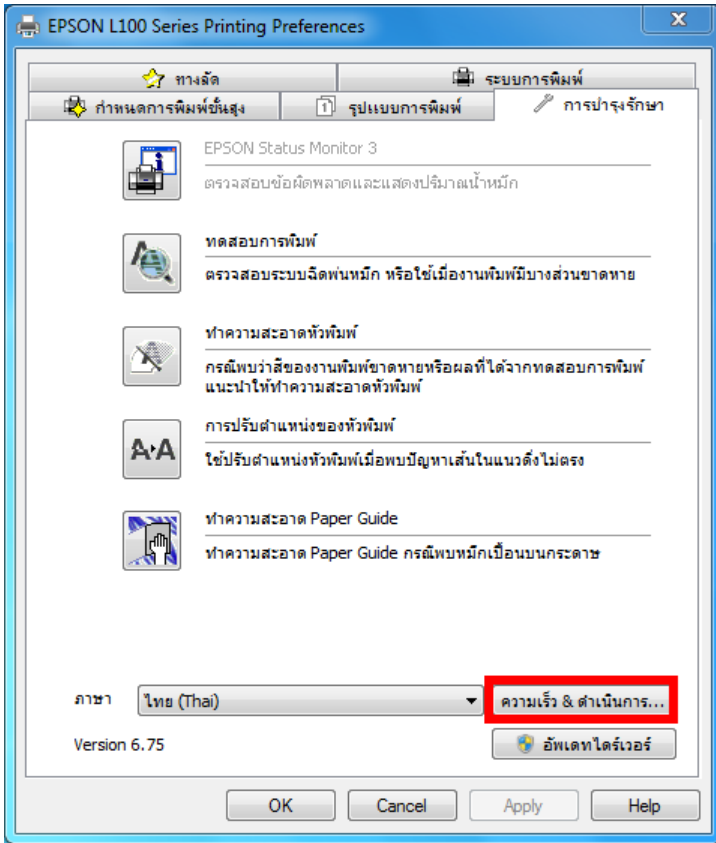 EPSON L100 Series Printing Preferences
x
ทางลัด
ระบบการพิมพ์
กำหนดการพิมพ์ขั้นสูง
รูปแบบการพิมพ์
การบำรุงรักษา
EPSON Status Monitor 3
ตรวจสอบข้อผิดพลาดและแสดงปริมาณน้ำหมึก
ทดสอบการพิมพ์
ตรวจสอบระบบฉีดพ่นหมึก หรือใช้เมื่องานพิมพ์มีบางส่วนขาดหาย
ทำความสะอาดหัวพิมพ์
กรณีพบว่าสีของงานพิมพ์ขาดหายหรือผลที่ได้จากทดสอบการพิมพ์
แนะนำให้ทำความสะอาดหัวพิมพ์
การปรับตำแหน่งของหัวพิมพ์
ใช้ปรับตำแหน่งหัวพิมพ์เมื่อพบปัญหาเส้นในแนวดิ่งไม่ตรง
ทำความสะอาด Paper Guide
ทำความสะอาด Paper Guide กรณีพบหมึกเปื้อนบนกระดาษ
ภาษา
ไทย (Thai)
ความเร็ว & ดำเนินการ...
Version 6.75
อัพเดทไดร์เวอร์
OK
Cancel
Apply
Help